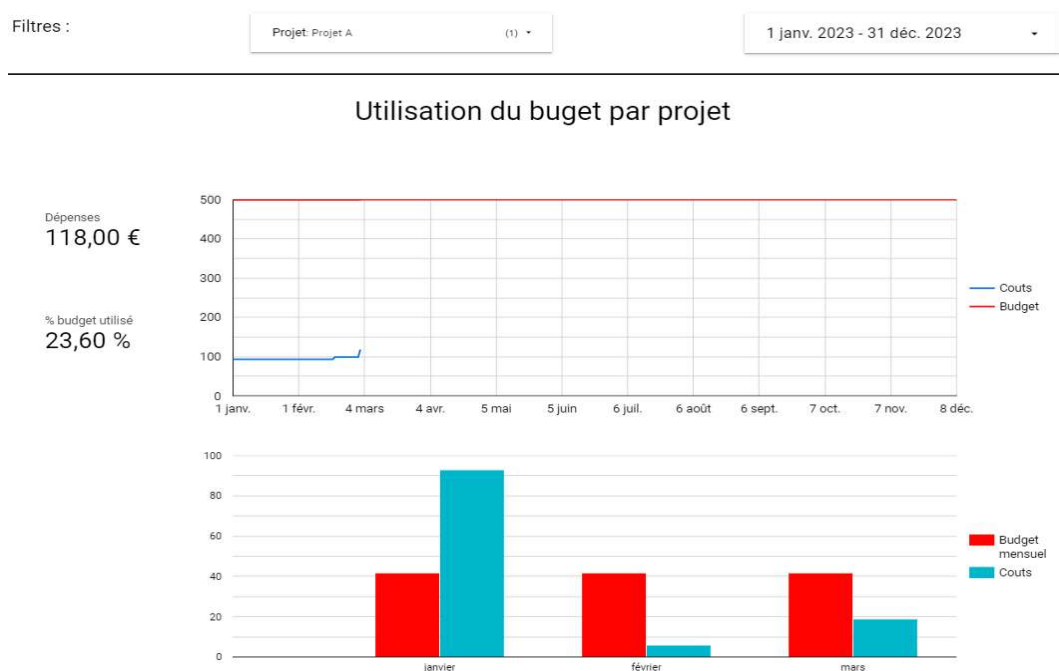 Filtres :
Projet: Projet A (1)
1 janv. 2023 - 31 déc. 2023
Utilisation du buget par projet
Dépenses
118,00 €
% budget utilisé
23,60 %
500
400
300
200
100
0
1 janv. 1 févr. 4 mars 4 avr. 5 mai 5 juin 6 juil. 6 août 6 sept. 7 oct. 7 nov. 8 déc.
Couts
Budget
100
80
60
40
20
0
janvier février mars
Budget
mensuel
Couts